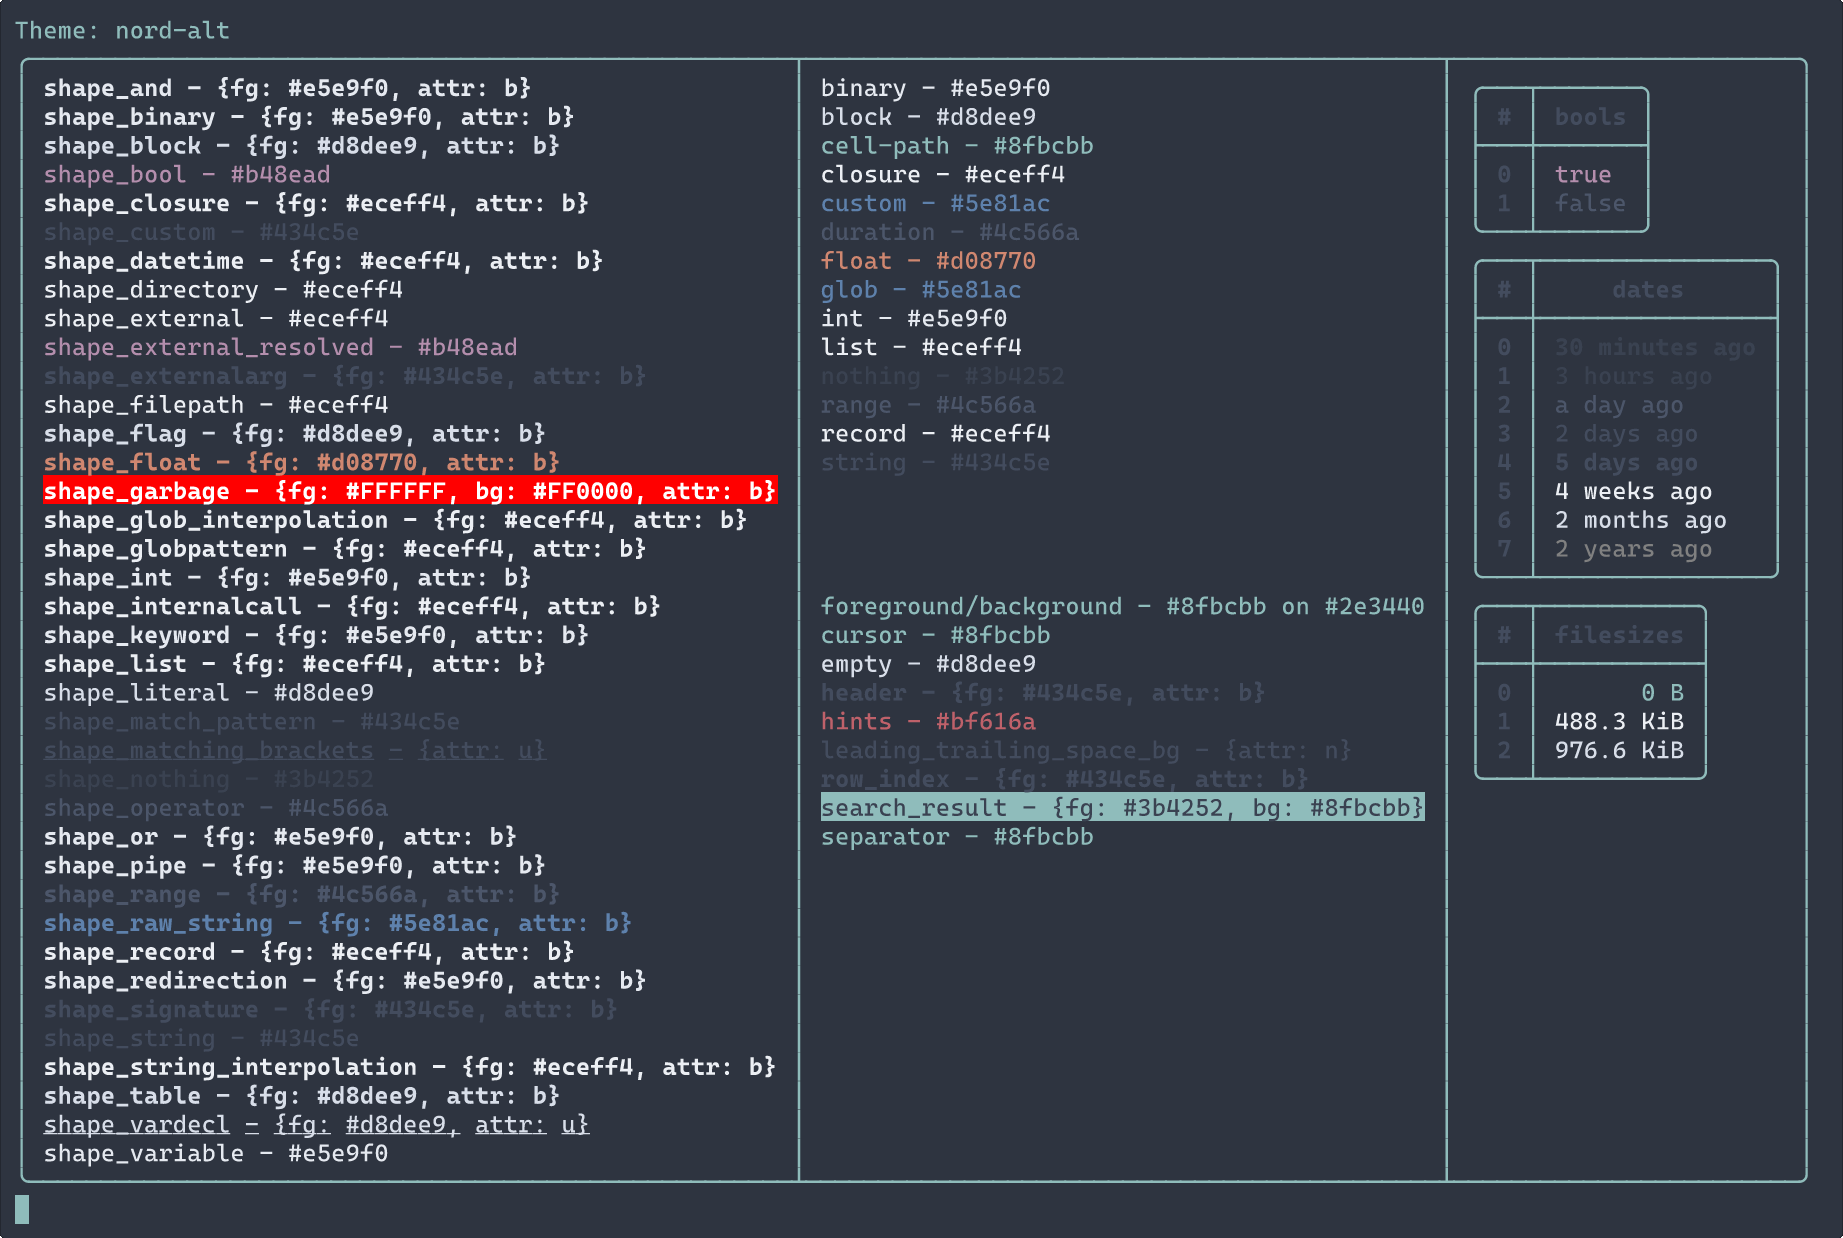 Theme: nord-alt
shape_and - {fg: #e5e9f0, attr: b}
shape_binary - {fg: #e5e9f0, attr: b}
shape_block - {fg: #d8dee9, attr: b}
shape_bool - #b48ead
shape_closure - {fg: #eceff4, attr: b}
shape_custom - #434c5e
shape_datetime - {fg: #eceff4, attr: b}
shape_directory - #eceff4
shape_external - #eceff4
shape_external_resolved - #b48ead
shape_externalarg - {fg: #434c5e, attr: b}
shape_filepath - #eceff4
shape_flag - {fg: #d8dee9, attr: b}
shape_float - {fg: #d08770, attr: b}
shape_garbage - {fg: #FFFFFF, bg: #FF0000, attr: b}
shape_glob_interpolation - {fg: #eceff4, attr: b}
shape_globpattern - {fg: #eceff4, attr: b}
shape_int - {fg: #e5e9f0, attr: b}
shape_internalcall - {fg: #eceff4, attr: b}
shape_keyword - {fg: #e5e9f0, attr: b}
shape_list - {fg: #eceff4, attr: b}
shape_literal - #d8dee9
shape_match_pattern - #434c5e
shape_matching_brackets - {attr: u}
shape_nothing - #3b4252
shape_operator - #4c566a
shape_or - {fg: #e5e9f0, attr: b}
shape_pipe - {fg: #e5e9f0, attr: b}
shape_range - {fg: #4c566a, attr: b}
shape_raw_string - {fg: #5e81ac, attr: b}
shape_record - {fg: #eceff4, attr: b}
shape_redirection - {fg: #e5e9f0, attr: b}
shape_signature - {fg: #434c5e, attr: b}
shape_string - #434c5e
shape_string_interpolation - {fg: #eceff4, attr: b}
shape_table - {fg: #d8dee9, attr: b}
shape_vardecl - {fg: #d8dee9, attr: u}
shape_variable - #e5e9f0
binary - #e5e9f0
block - #d8dee9
cell-path - #8fbcbb
closure - #eceff4
custom - #5e81ac
duration - #4c566a
float - #d08770
glob - #5e81ac
int - #e5e9f0
list - #eceff4
nothing - #3b4252
range - #4c566a
record - #eceff4
string - #434c5e
foreground/background - #8fbcbb on #2e3440
cursor - #8fbcbb
empty - #d8dee9
header - {fg: #434c5e, attr: b}
hints - #bf616a
leading_trailing_space_bg - {attr: n}
row_index - {fg: #434c5e, attr: b}
search_result - {fg: #3b4252, bg: #8fbcbb}
separator - #8fbcbb
# bools
0 true
1 false
# dates
0 30 minutes ago
1 3 hours ago
2 a day ago
3 2 days ago
4 5 days ago
5 4 weeks ago
6 2 months ago
7 2 years ago
# filesizes
0 0 B
1 488.3 KiB
2 976.6 KiB